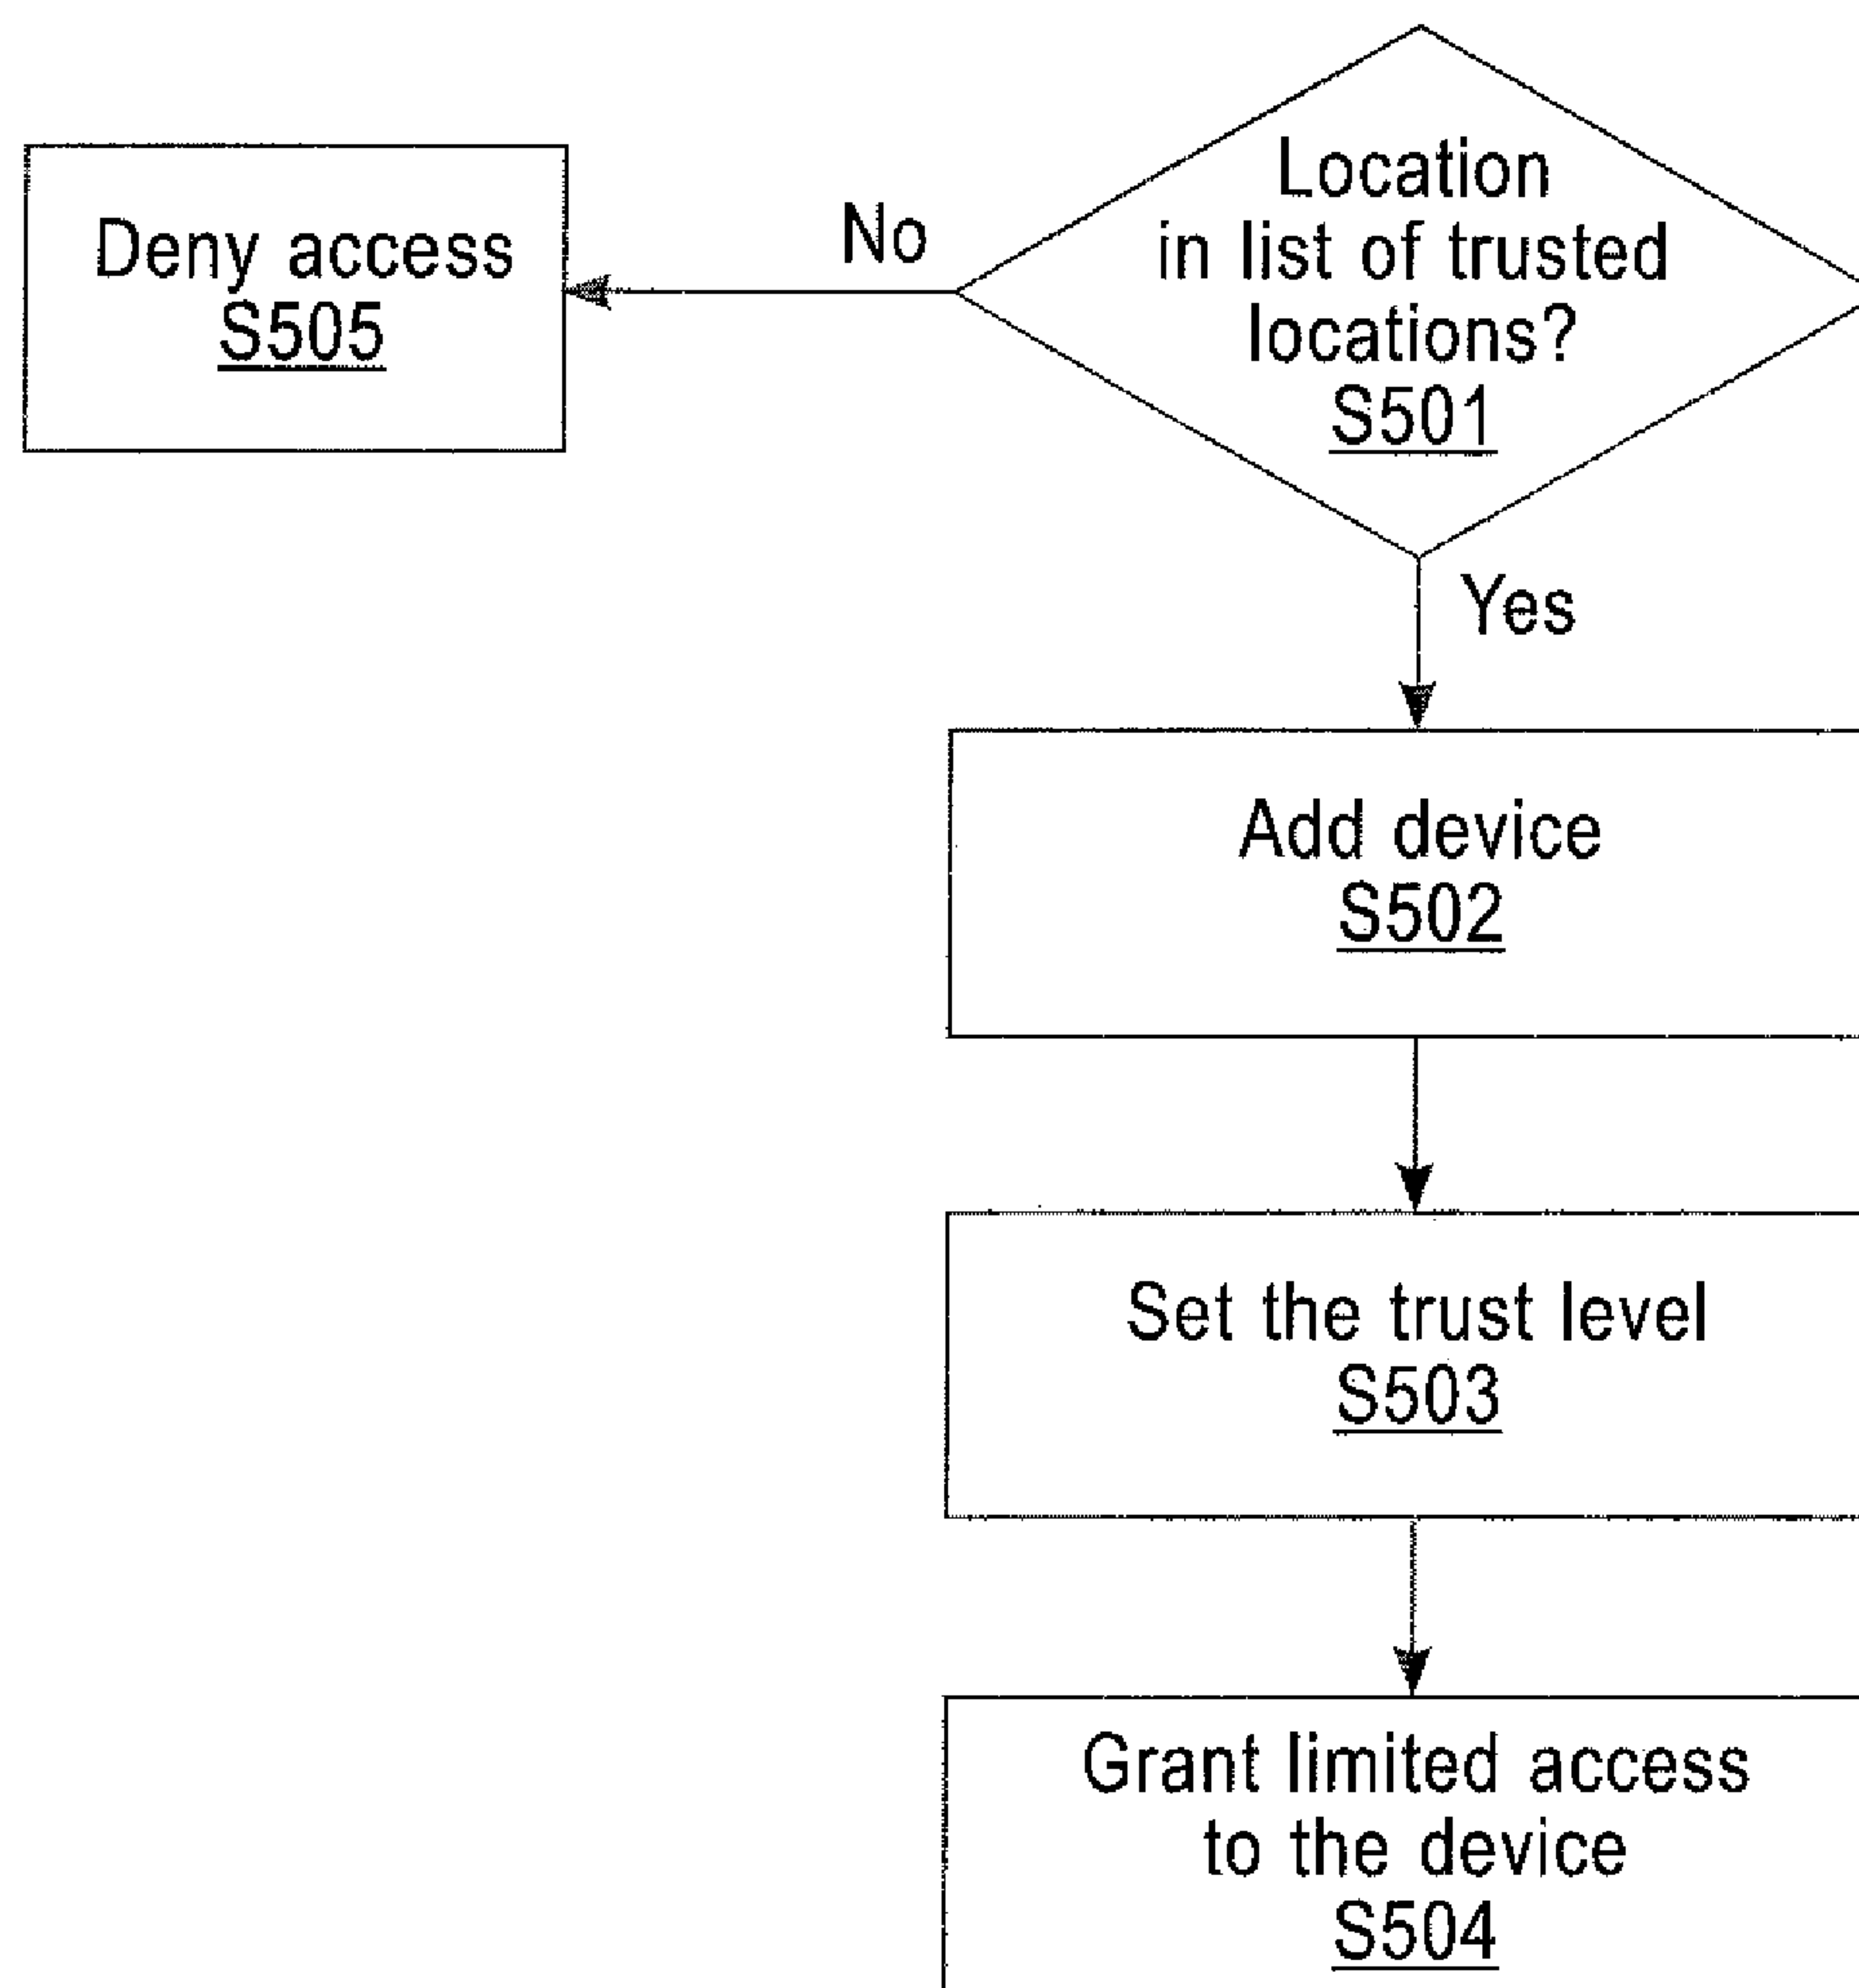 Location
in list of trusted
locations?
S501
No
Deny access
S505
Yes
Add device
S502
Set the trust level
S503
Grant limited access
to the device
S504